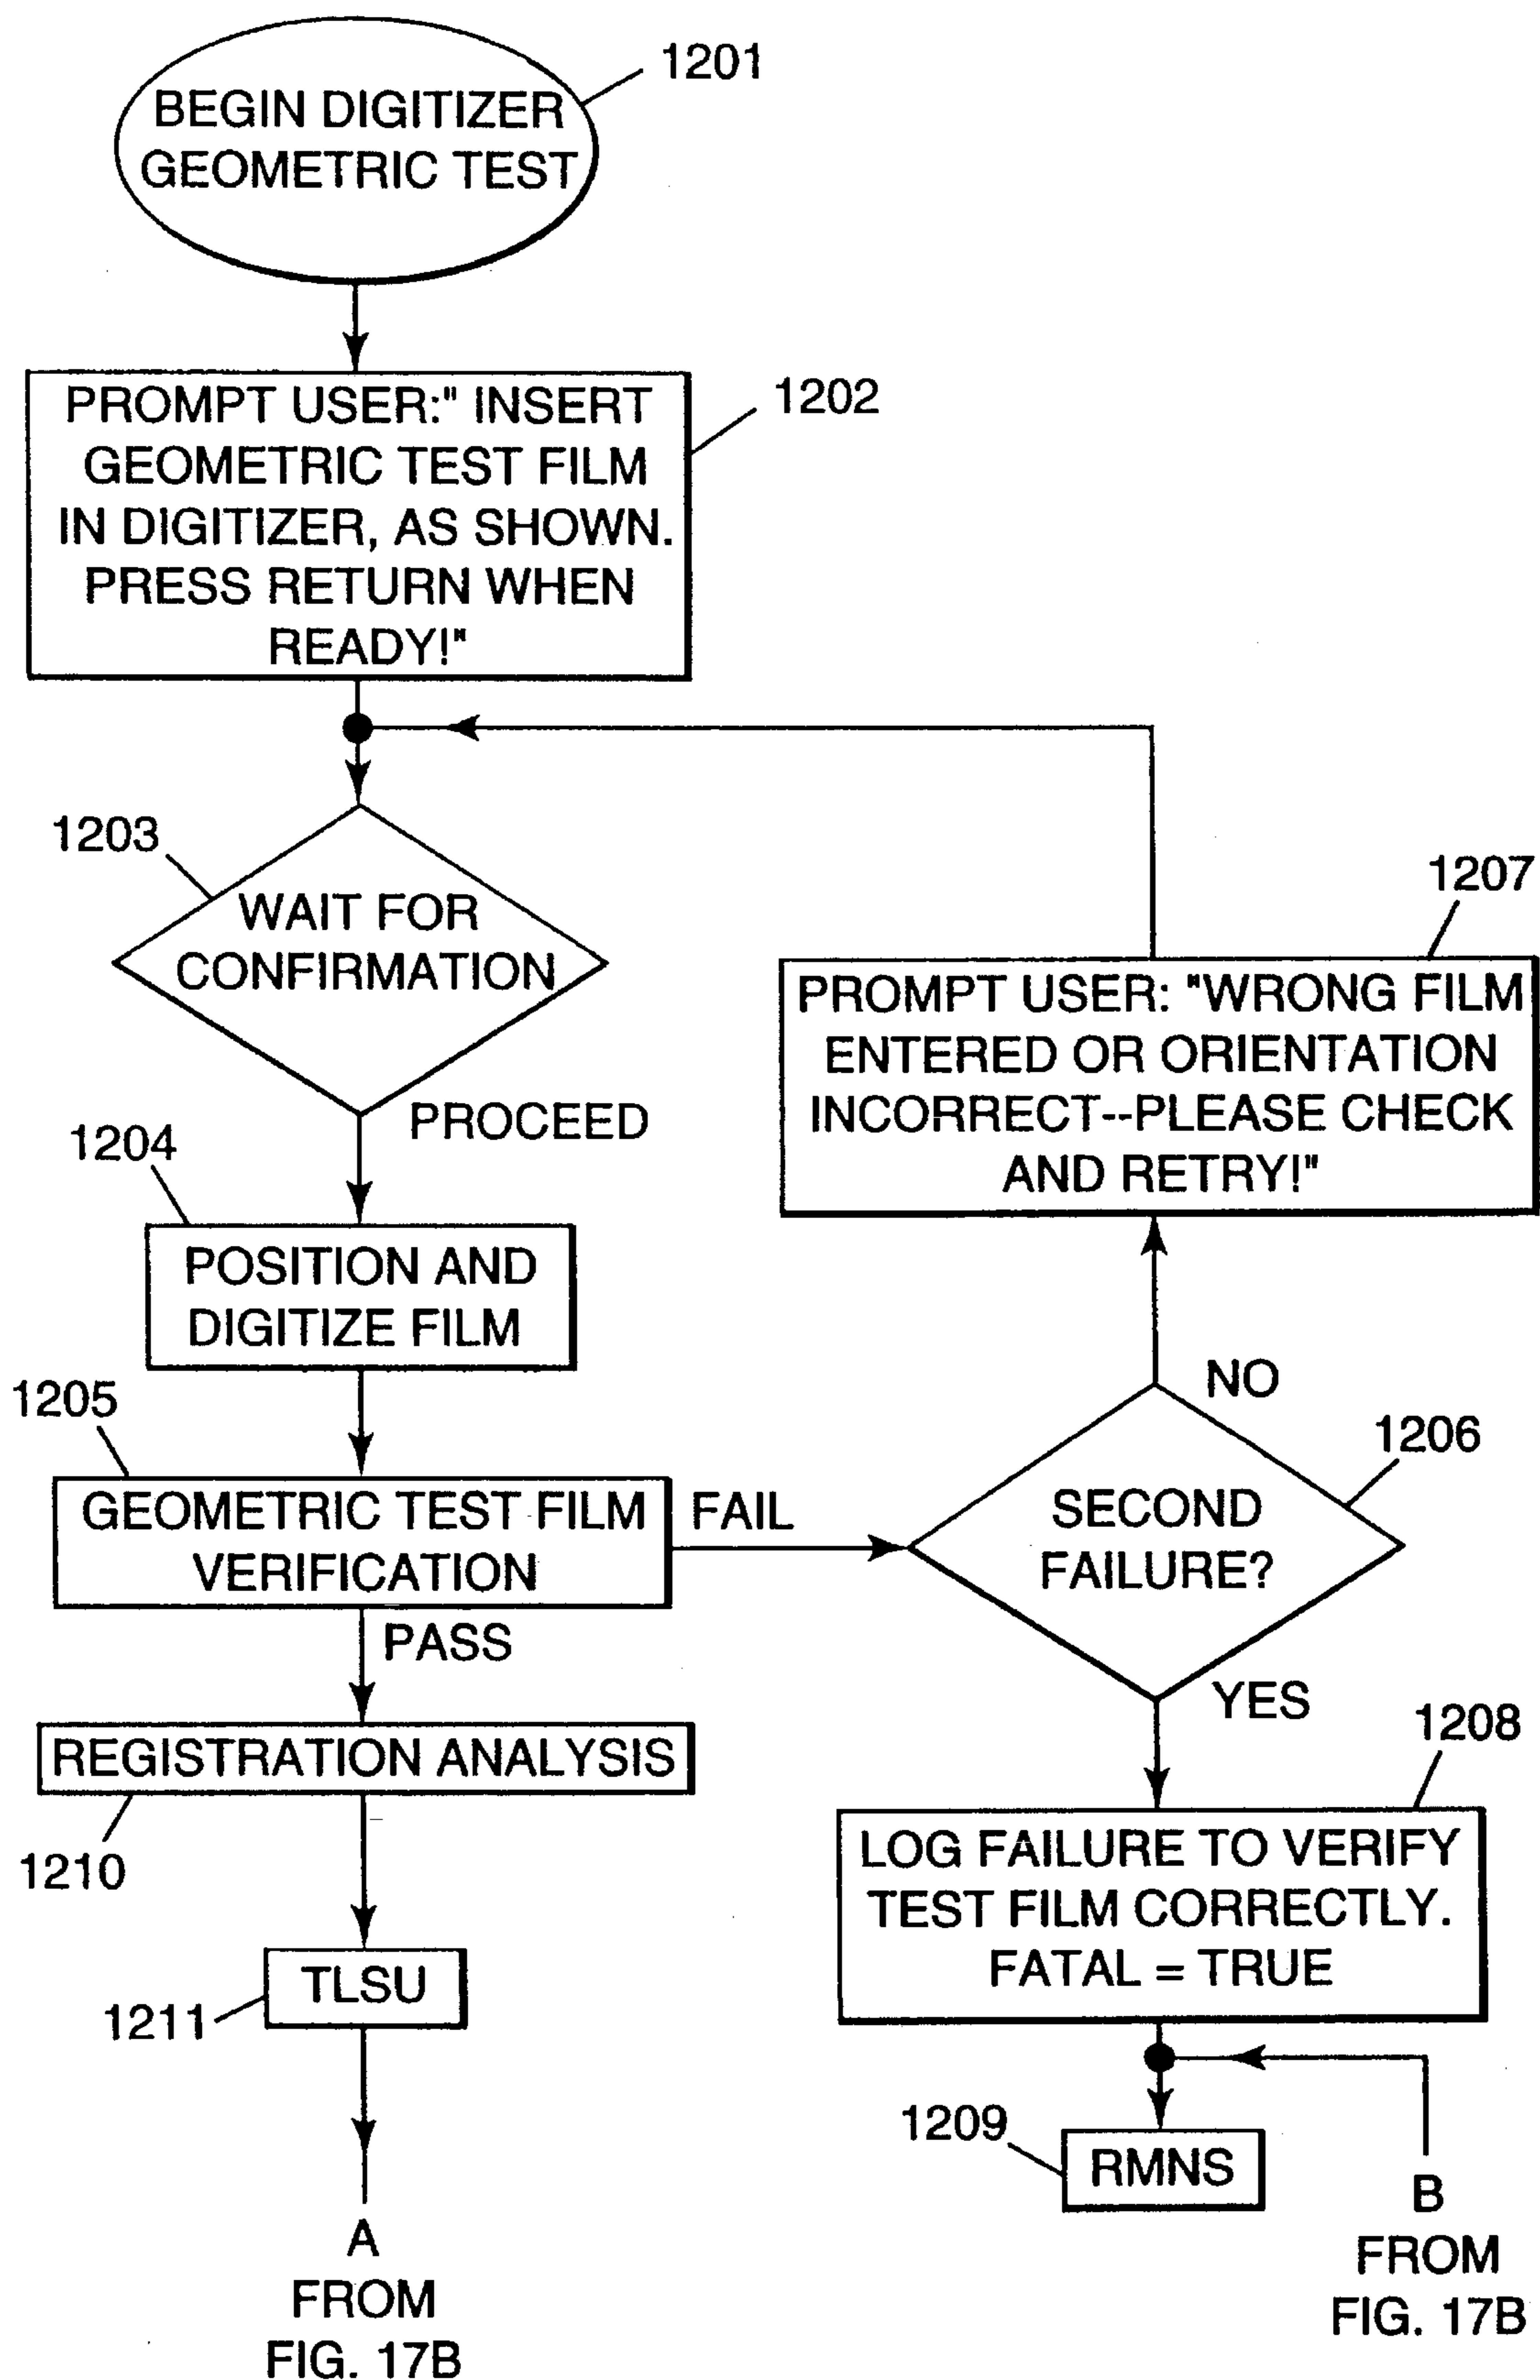 1201
BEGIN DIGITIZER
GEOMETRIC TEST
1202
PROMPT USER:" INSERT
GEOMETRIC TEST FILM
IN DIGITIZER, AS SHOWN.
PRESS RETURN WHEN
READY!"
1203
WAIT FOR
CONFIRMATION
PROCEED
1204
POSITION AND
DIGITIZE FILM
1205
GEOMETRIC TEST FILM
VERIFICATION
FAIL
PASS
1207
PROMPT USER: "WRONG FILM
ENTERED OR ORIENTATION
INCORRECT--PLEASE CHECK
AND RETRY!"
NO
1206
SECOND
FAILURE?
YES
REGISTRATION ANALYSIS
1210
1208
LOG FAILURE TO VERIFY
TEST FILM CORRECTLY.
FATAL = TRUE
TLSU
1211
1209
RMNS
A
FROM
FIG. 17B
B
FROM
FIG. 17B